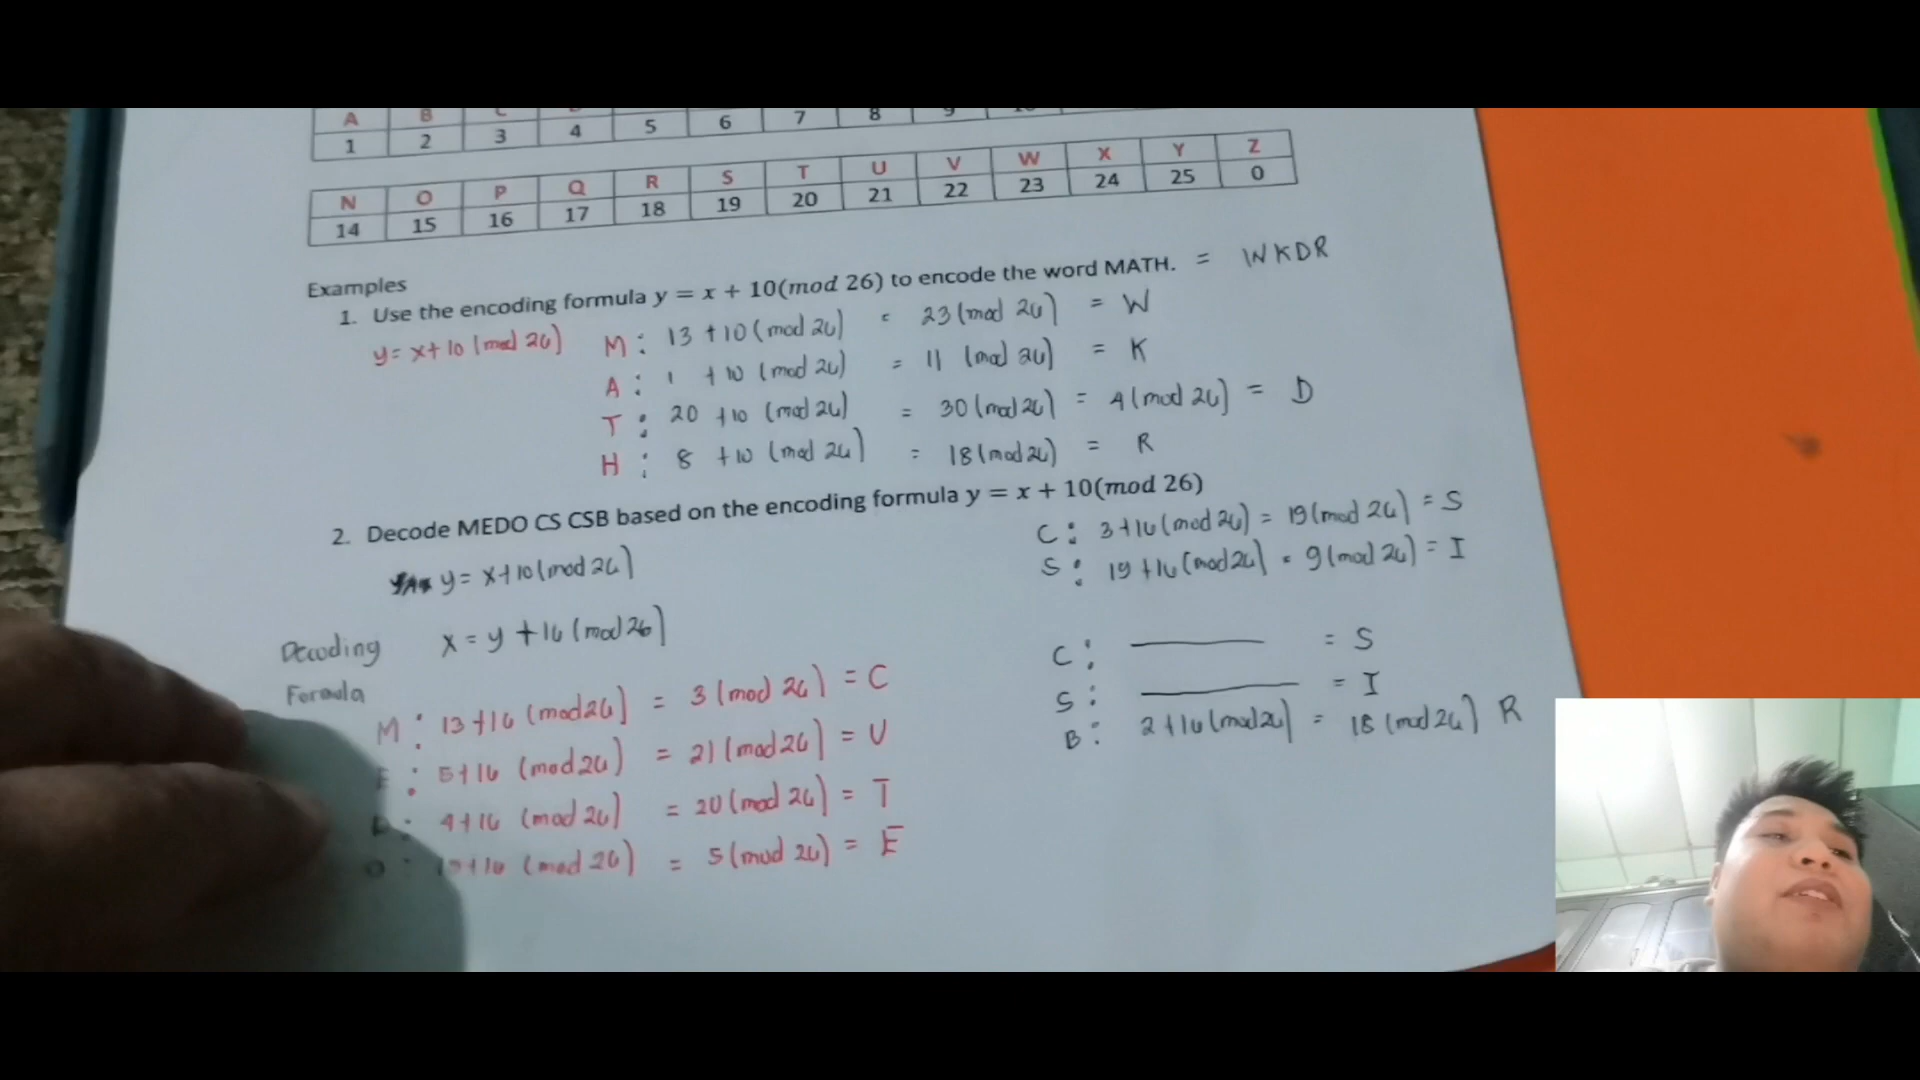 A B C
1 2 3 4 5 6 7 8 9
N O P Q R S T U V W X Y Z
14 15 16 17 18 19 20 21 22 23 24 25 0
Examples
1. Use the encoding formula y = x + 10(mod 26) to encode the word MATH. = WKDR
y = x+10 (mod 26)
M : 13 +10 (mod 26) = 23 (mod 26) = W
A : 1 +10 (mod 26) = 11 (mod 26) = K
T : 20 +10 (mod 26) = 30 (mod 26) = 4 (mod 26) = D
H : 8 +10 (mod 26) = 18 (mod 26) = R
2. Decode MEDO CS CSB based on the encoding formula y = x + 10(mod 26)
y = x+10 (mod 26)
Decoding x = y +16 (mod 26)
Formula
M : 13+16 (mod 26) = 3 (mod 26) = C
: 5+16 (mod 26) = 21 (mod 26) = U
: 4+16 (mod 26) = 20 (mod 26) = T
: +16 (mod 26) = 5 (mod 26) = E
C : 3+16 (mod 26) = 19 (mod 26) = S
S : 19 +16 (mod 26) = 9 (mod 26) = I
C : = S
S : = I
B : 2+16 (mod 26) = 18 (mod 26) R